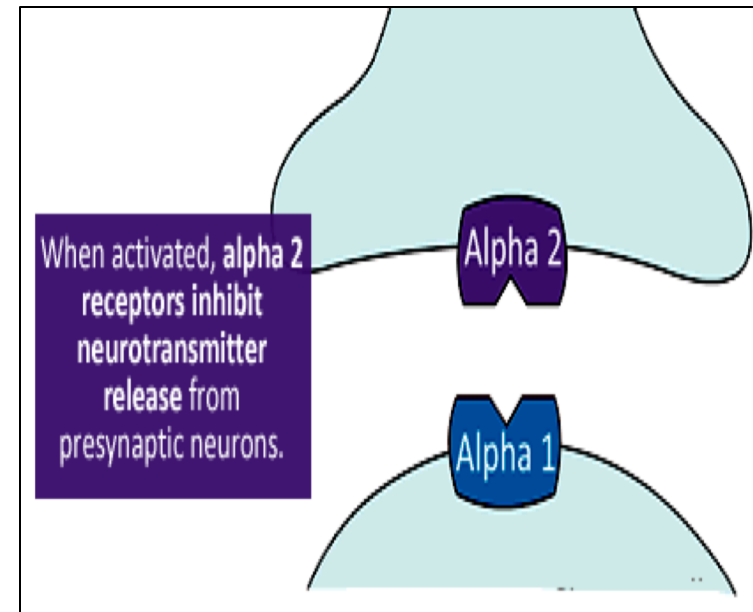 When activated, alpha 2
receptors inhibit
neurotransmitter
release from
presynaptic neurons.
Alpha 2
Alpha 1